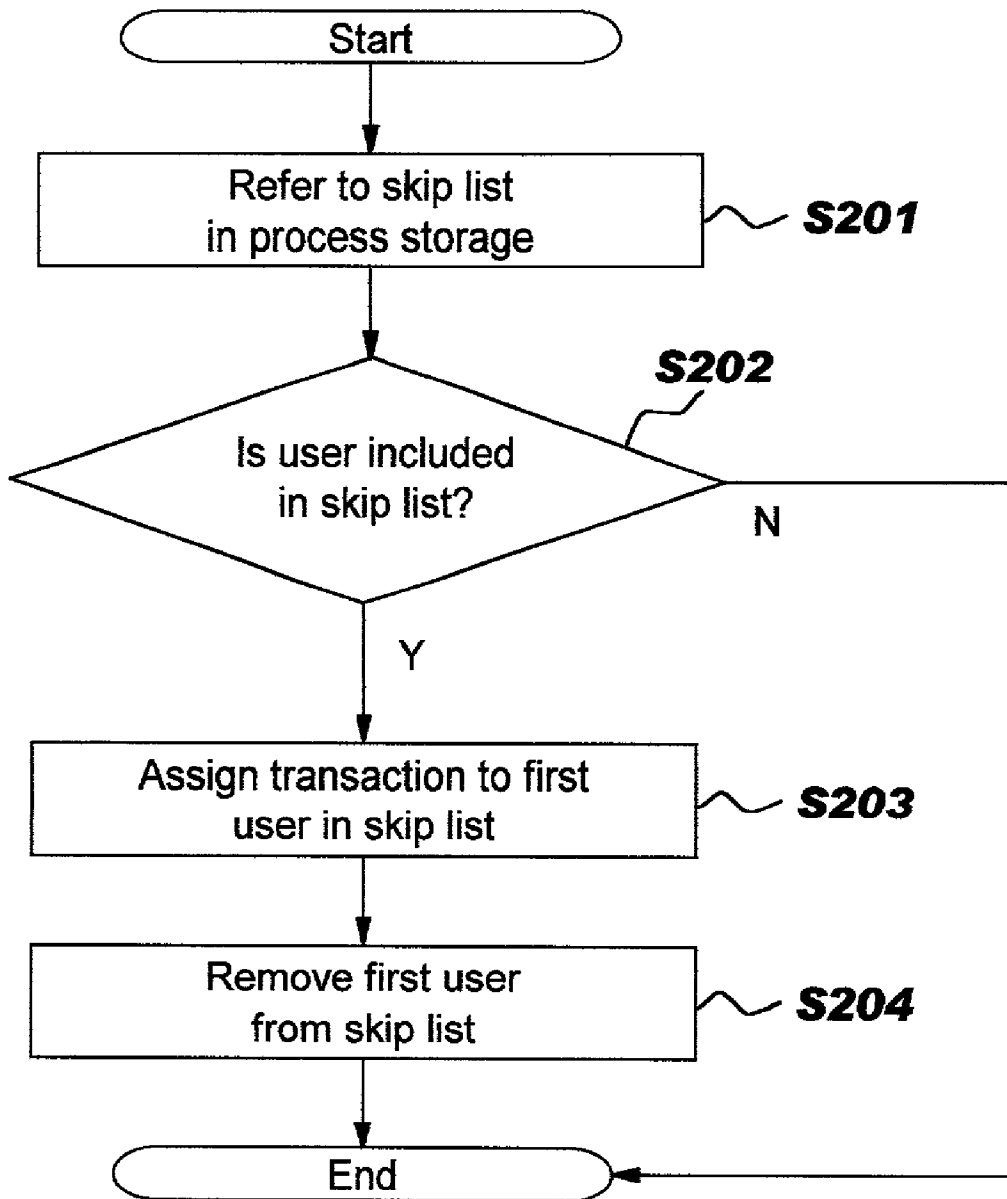 Start
Refer to skip list
in process storage
S201
S202
Is user included
in skip list?
N
Y
Assign transaction to first
user in skip list
S203
Remove first user
from skip list
S204
End